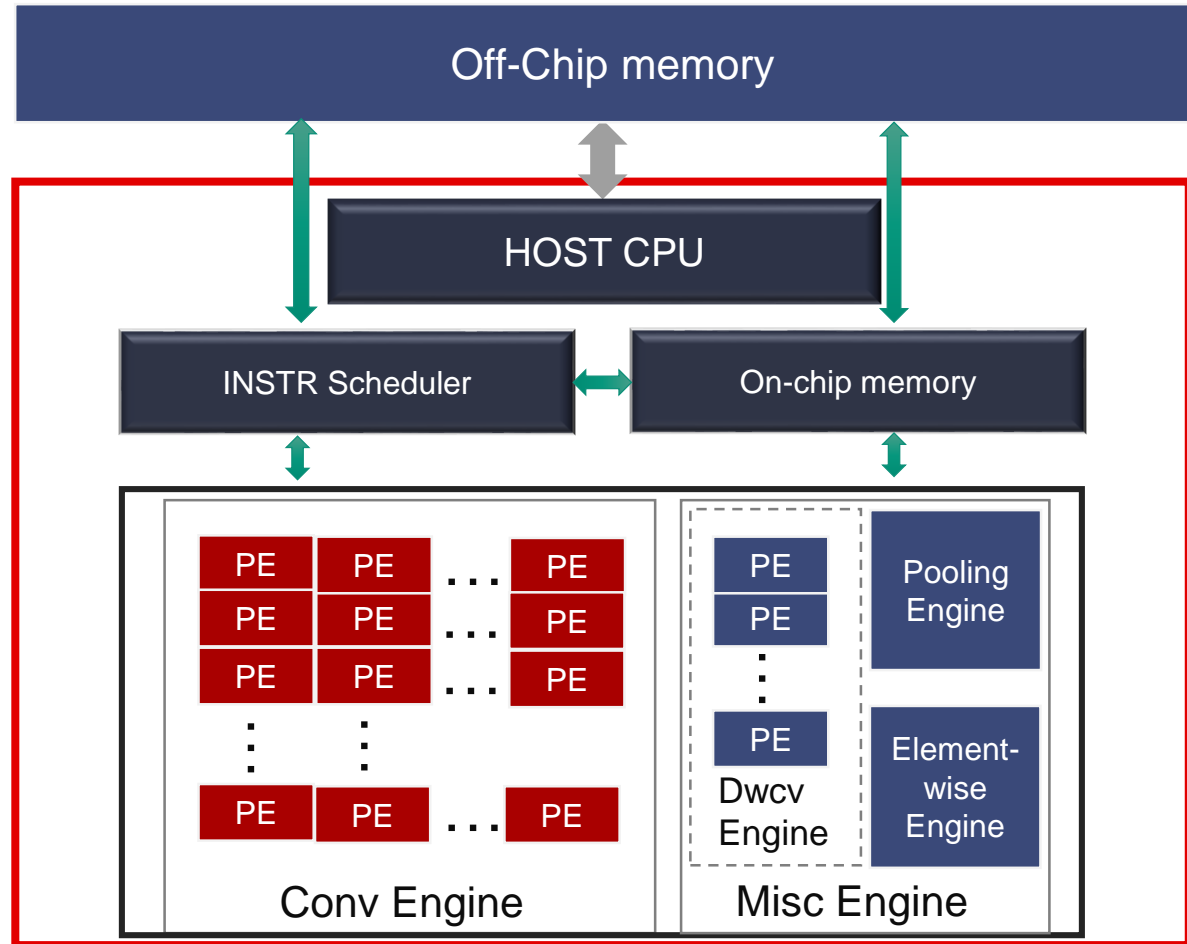 Off-Chip memory
HOST CPU
INSTR Scheduler
On-chip memory
PE PE ... PE
PE PE ... PE
PE PE ... PE
PE PE ... PE
Conv Engine
PE
PE
PE
Dwcv
Engine
Pooling
Engine
Element-
wise
Engine
Misc Engine